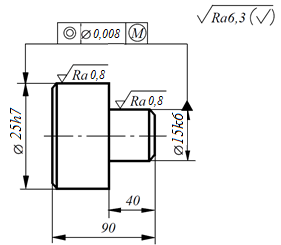 ◎ ⌀ 0,008 Ⓜ
√Ra6,3 (√)
Ra 0,8
Ra 0,8
⌀ 25h7
⌀15k6
40
90